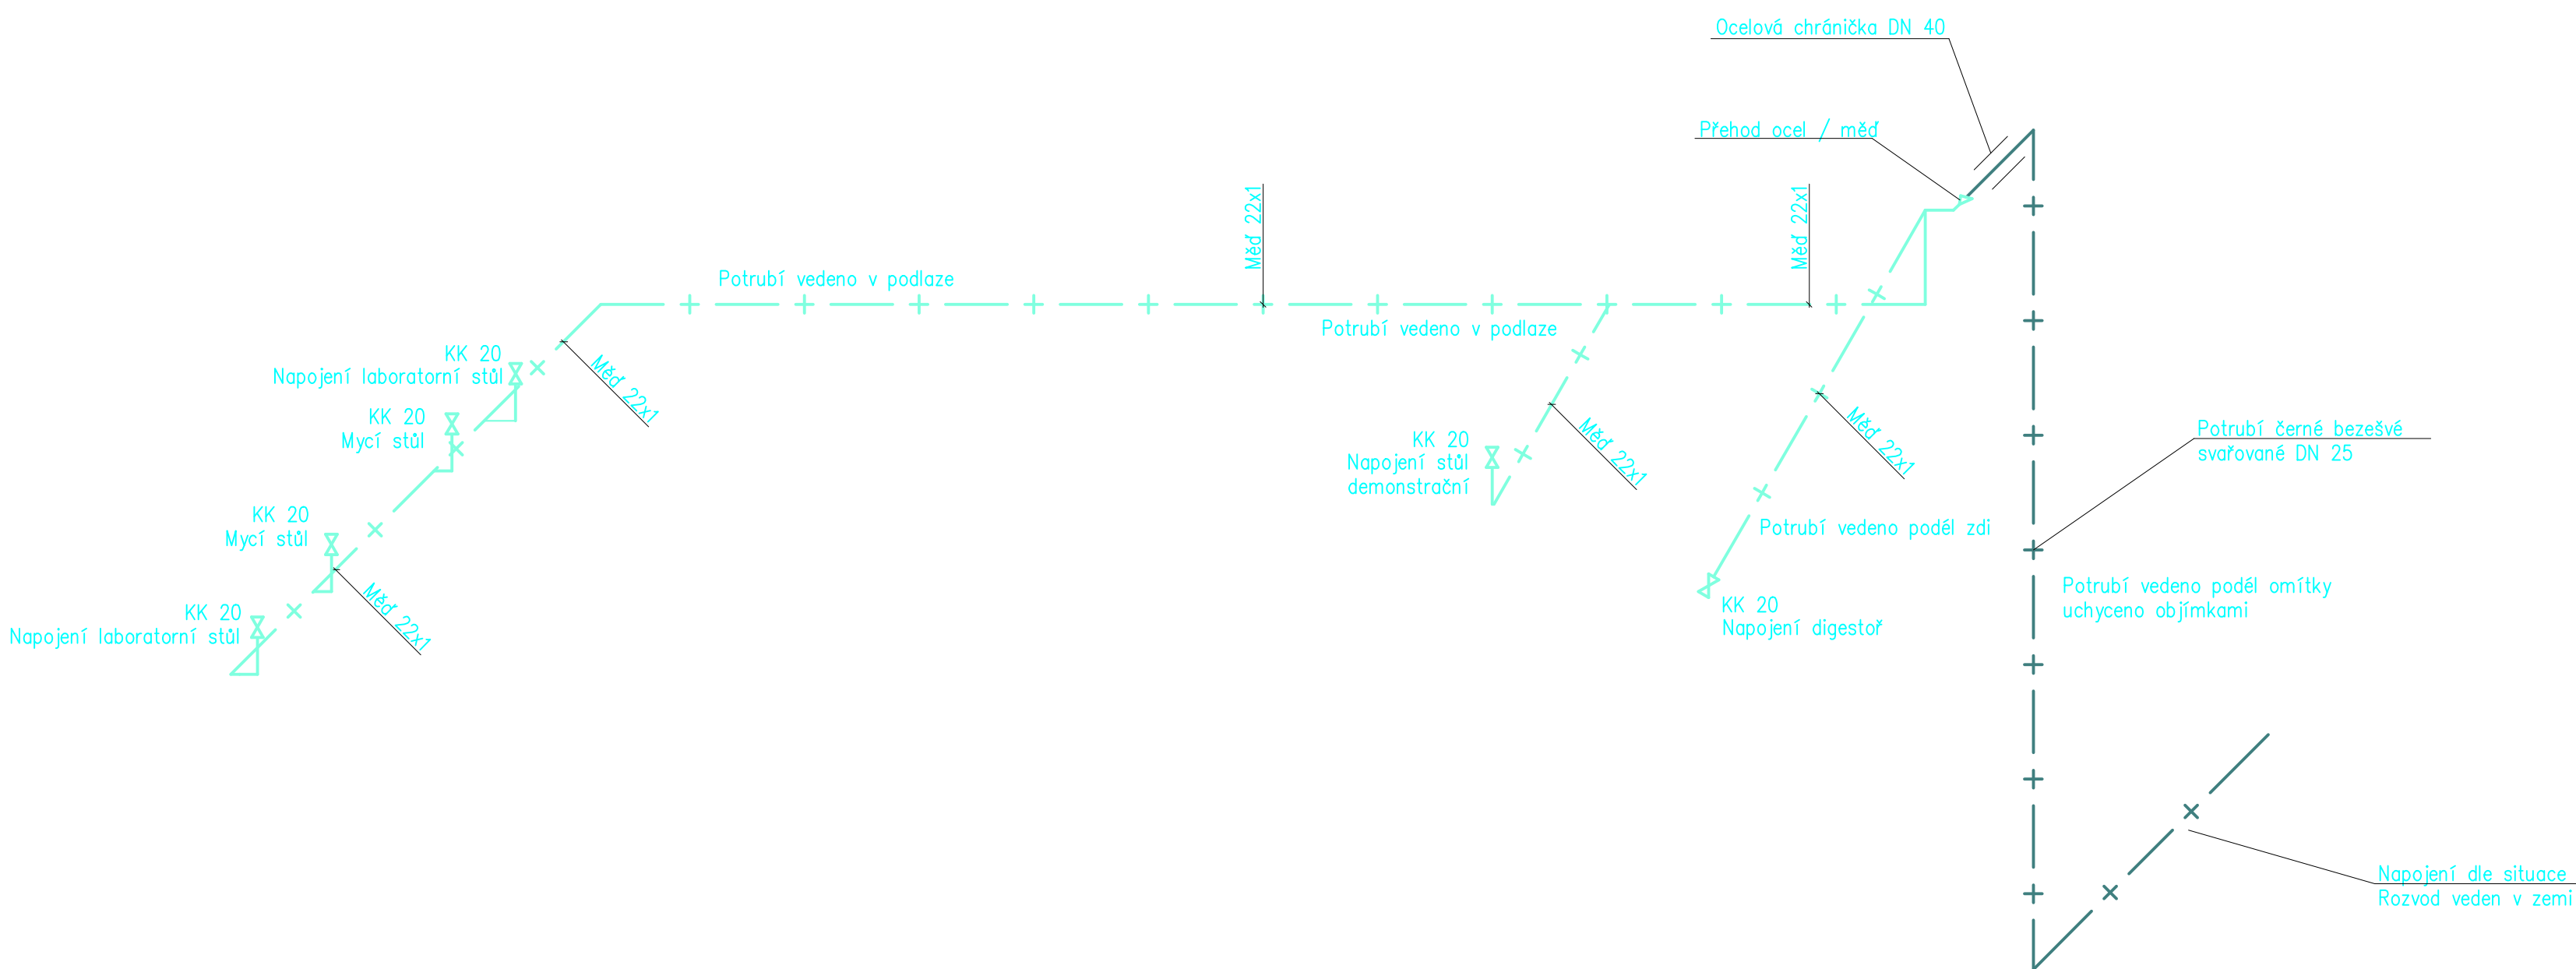 Ocelová chránička DN 40
Přehod ocel / měď
Měď 22x1
Měď 22x1
Potrubí vedeno v podlaze
Potrubí vedeno v podlaze
KK 20
Napojení laboratorní stůl
Měď 22x1
KK 20
Mycí stůl
KK 20
Napojení stůl
demonstrační
Měď 22x1
Měď 22x1
Potrubí černé bezešvé
svařované DN 25
KK 20
Mycí stůl
Potrubí vedeno podél zdi
Měď 22x1
Potrubí vedeno podél omítky
uchyceno objímkami
KK 20
Napojení laboratorní stůl
KK 20
Napojení digestoř
Napojení dle situace
Rozvod veden v zemi